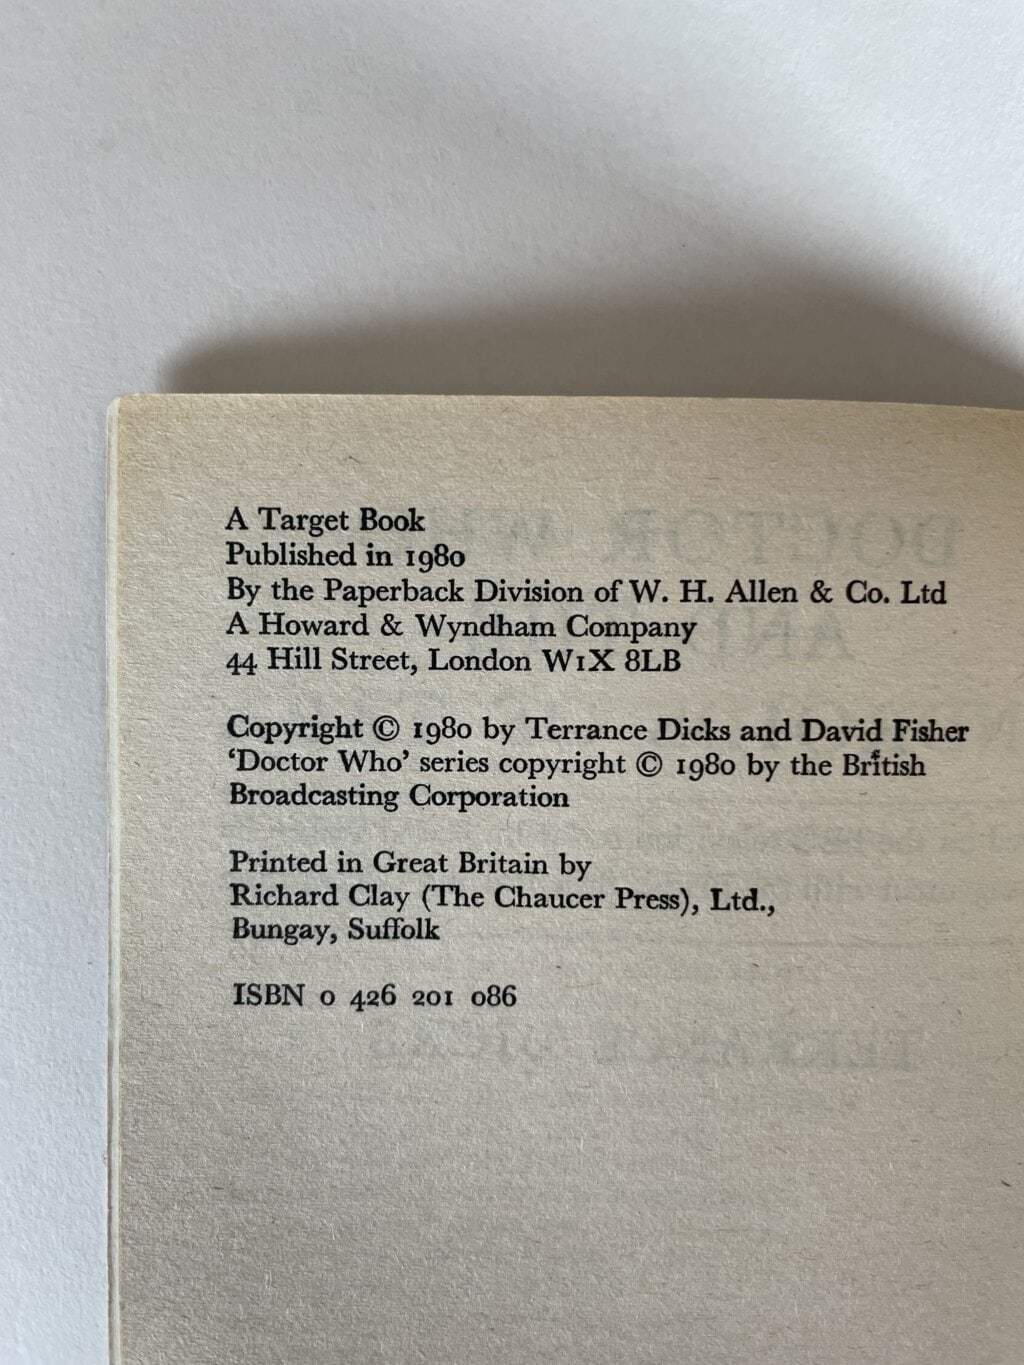 A Target Book
Published in 1980
By the Paperback Division of W. H. Allen & Co. Ltd
A Howard & Wyndham Company
44 Hill Street, London W1X 8LB
Copyright © 1980 by Terrance Dicks and David Fisher
‘Doctor Who’ series copyright © 1980 by the British
Broadcasting Corporation
Printed in Great Britain by
Richard Clay (The Chaucer Press), Ltd.,
Bungay, Suffolk
ISBN 0 426 201 086